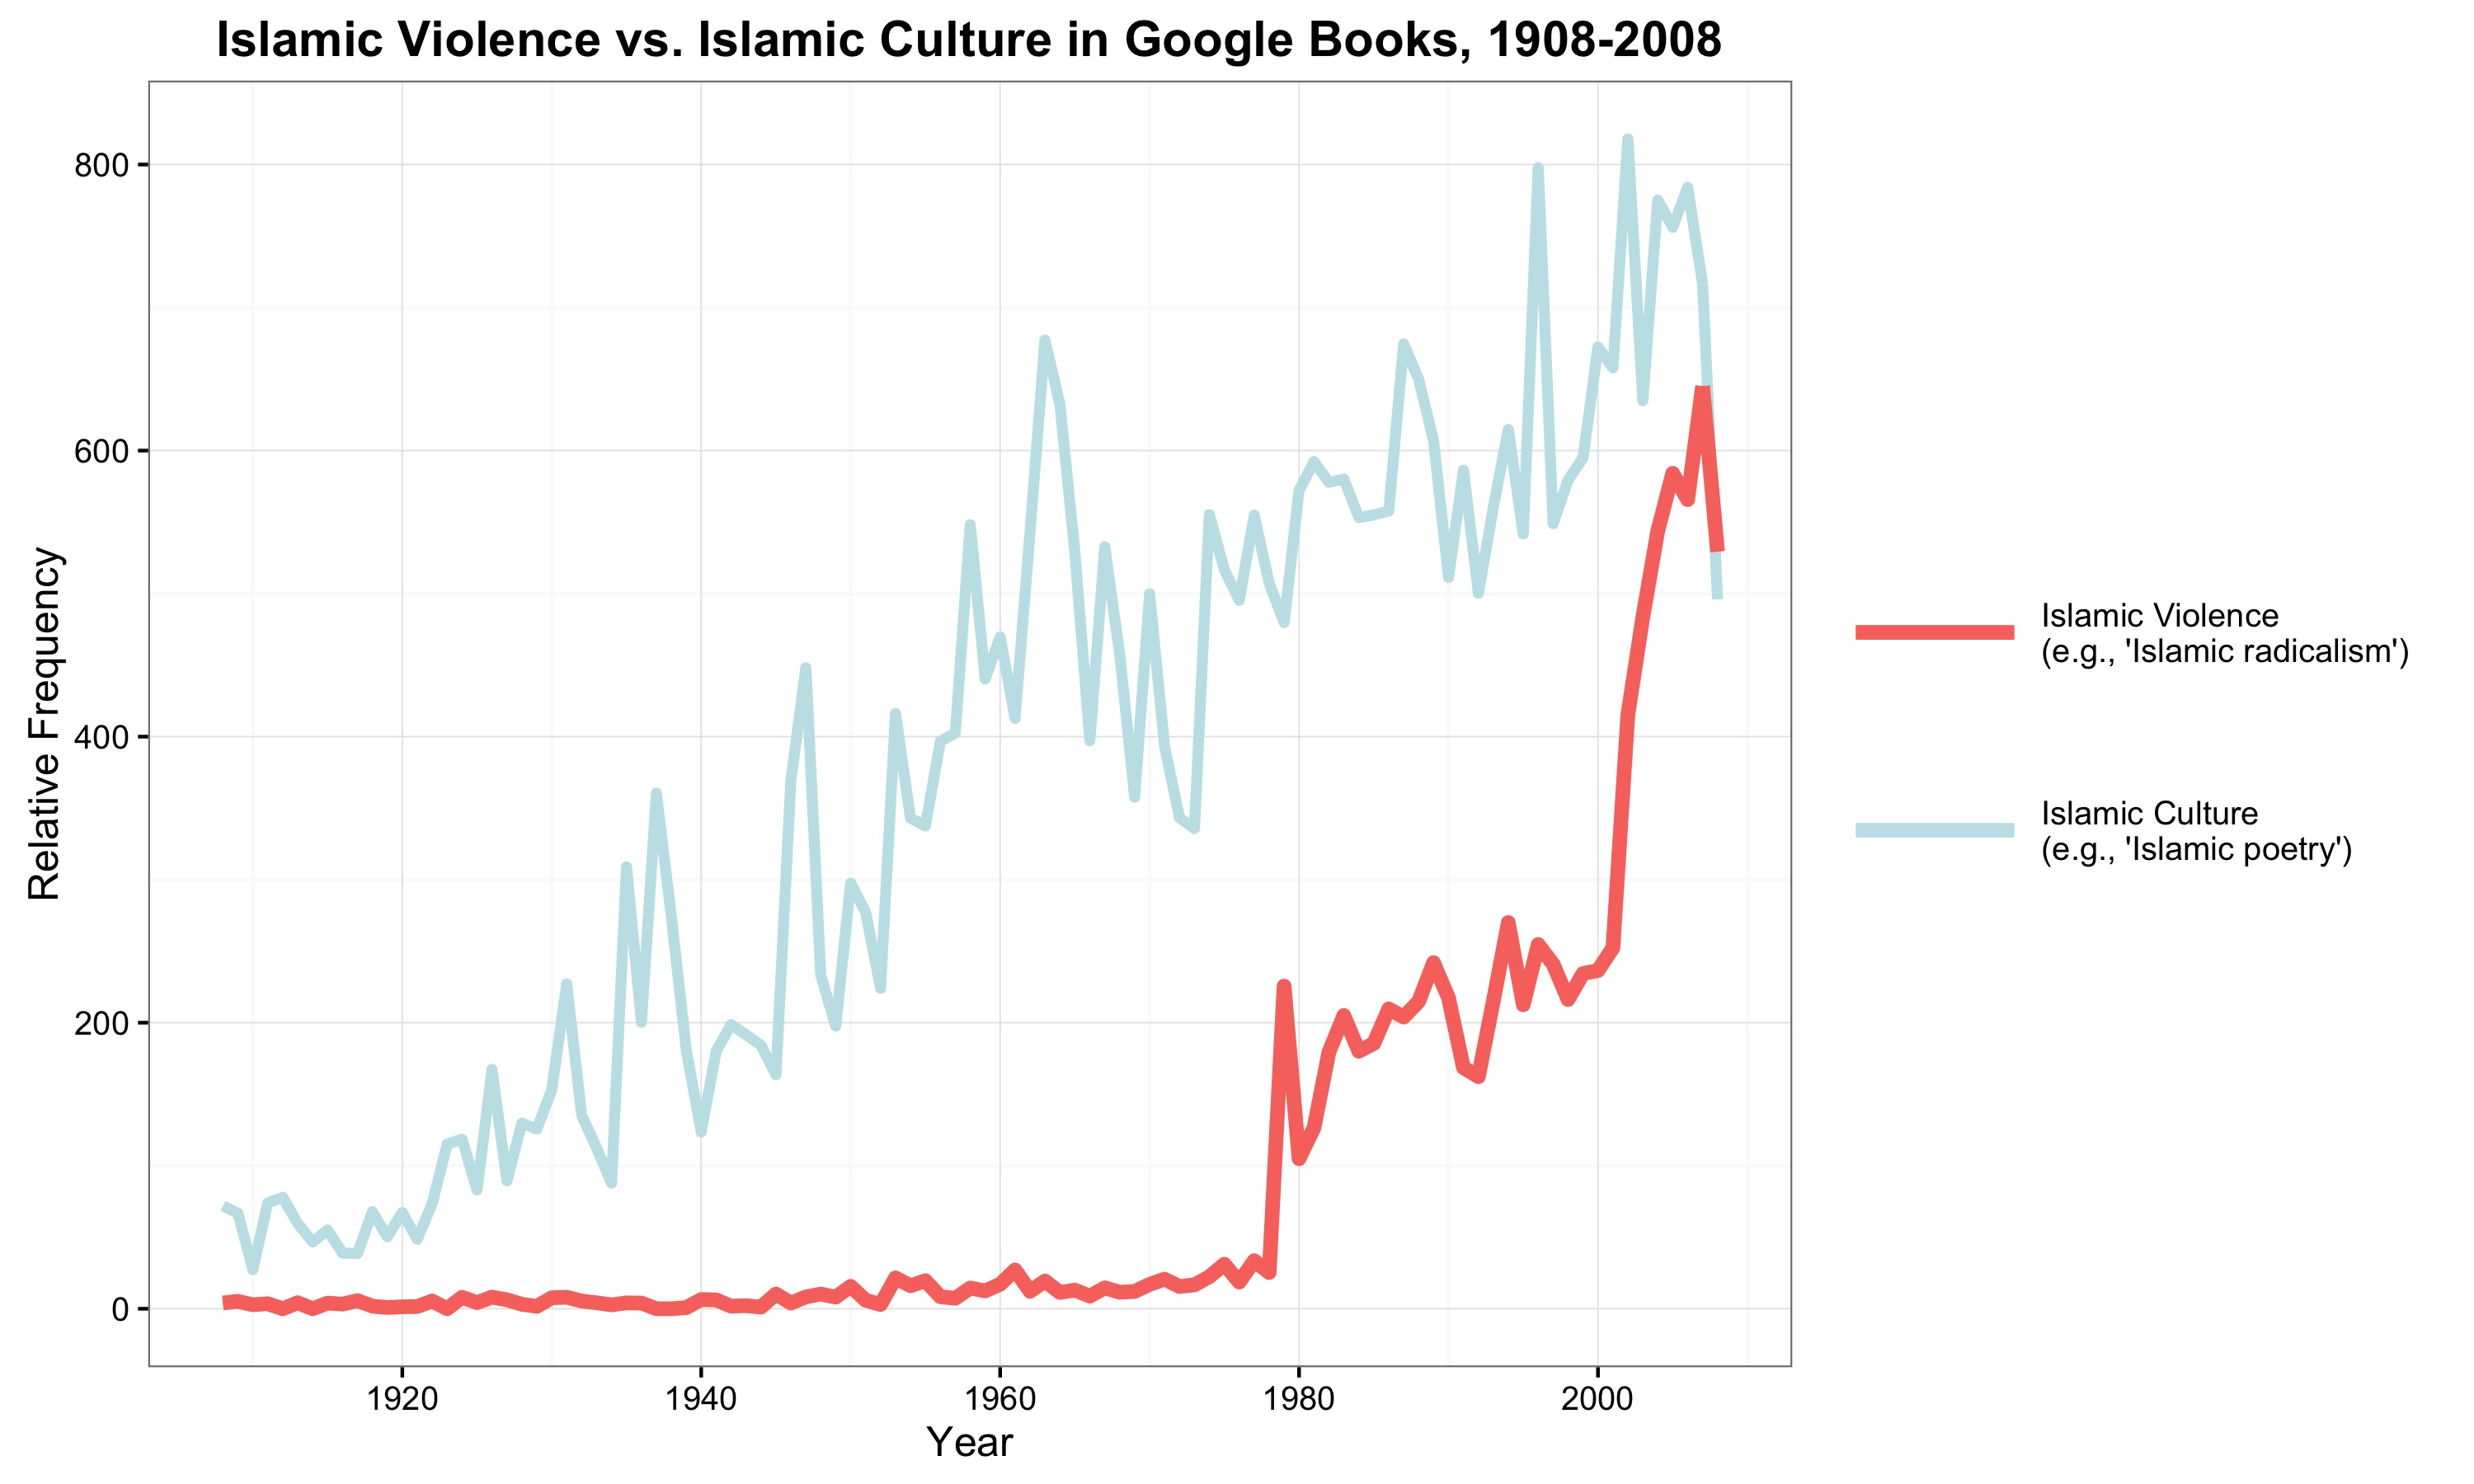 Islamic Violence vs. Islamic Culture in Google Books, 1908-2008
800
600
400
200
0
Relative Frequency
1920
1940
1960
1980
2000
Year
Islamic Violence
(e.g., 'Islamic radicalism')
Islamic Culture
(e.g., 'Islamic poetry')